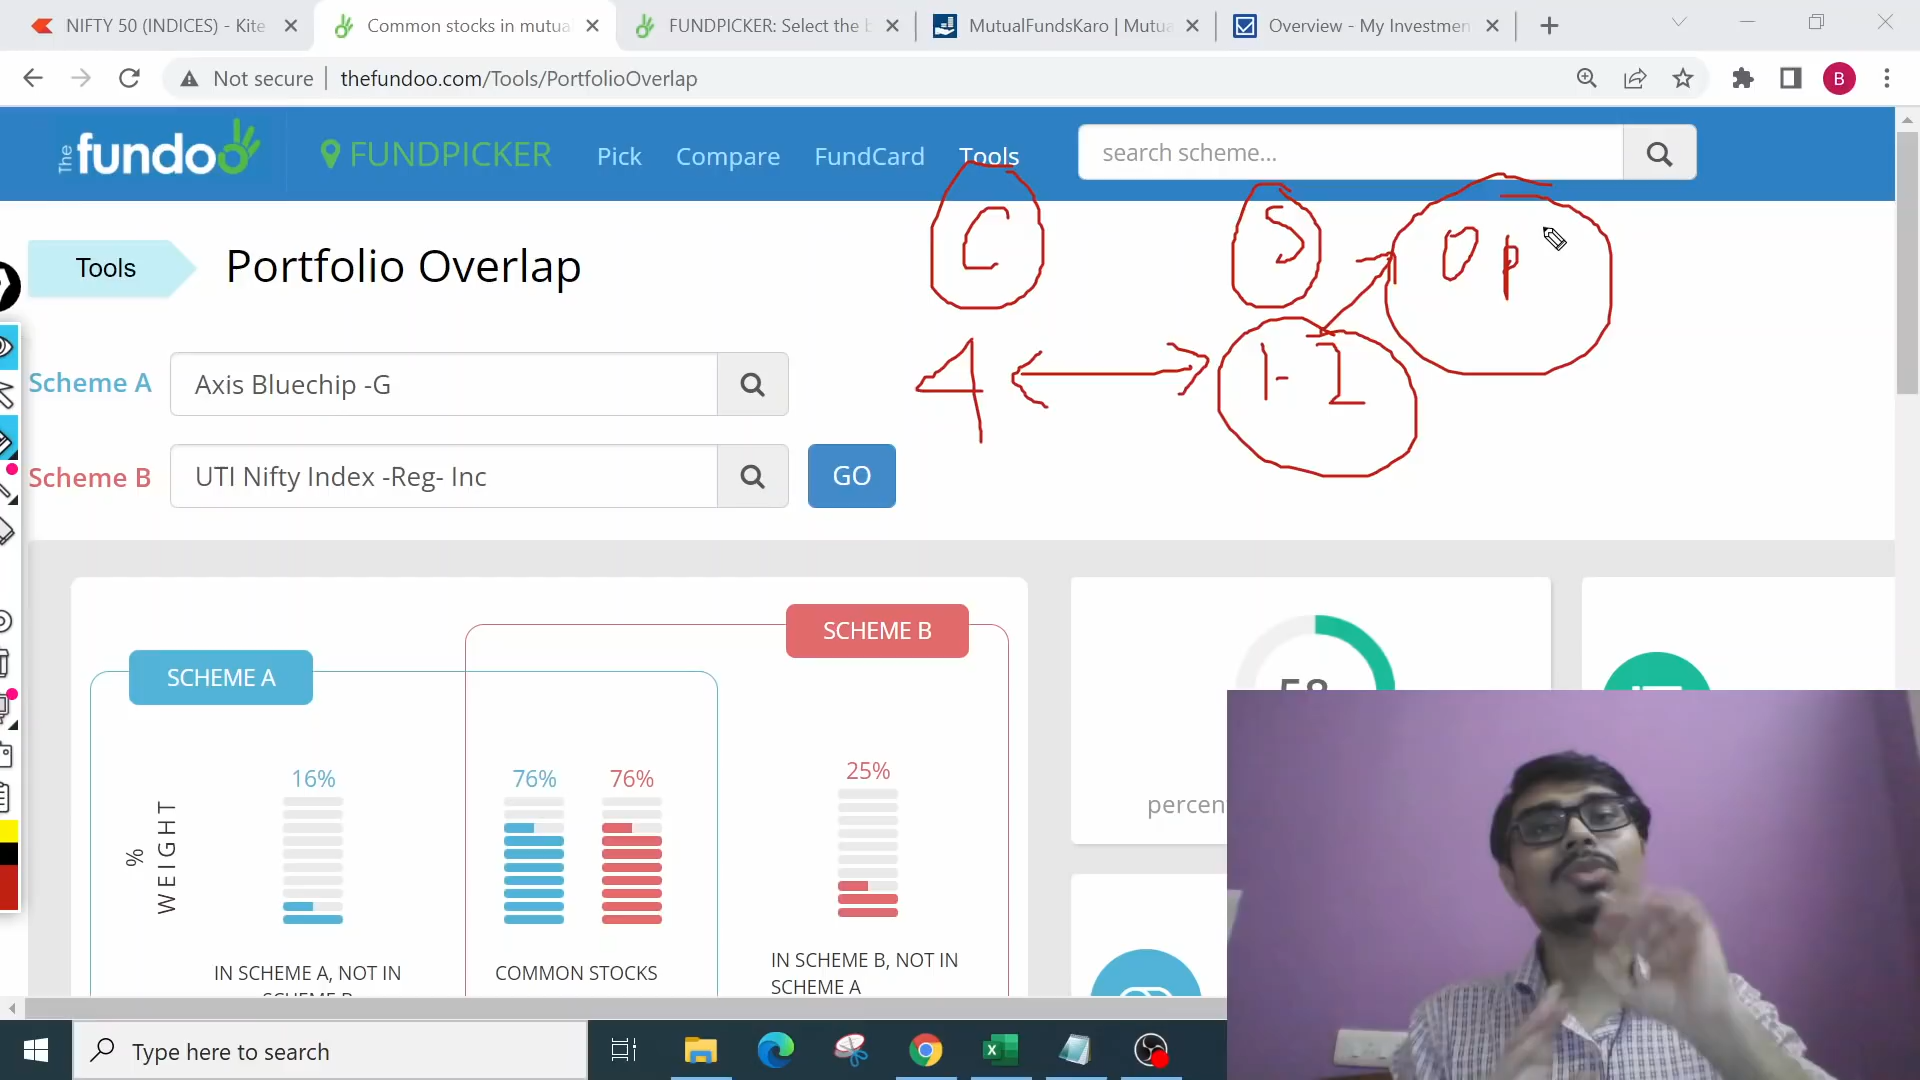 NIFTY 50 (INDICES) - Kite
Common stocks in mutua
FUNDPICKER: Select the b
MutualFundsKaro | Mutua
Overview - My Investmen
Not secure
thefundoo.com/Tools/PortfolioOverlap
B
The fundoo
FUNDPICKER
Pick
Compare
FundCard
Tools
search scheme...
C
S
Op
Tools
Portfolio Overlap
4
1-2
Scheme A
Axis Bluechip -G
Scheme B
UTI Nifty Index -Reg- Inc
GO
SCHEME B
SCHEME A
58
16%
76%
76%
25%
% WEIGHT
percen
IN SCHEME A, NOT IN
COMMON STOCKS
IN SCHEME B, NOT IN
SCHEME A
Type here to search